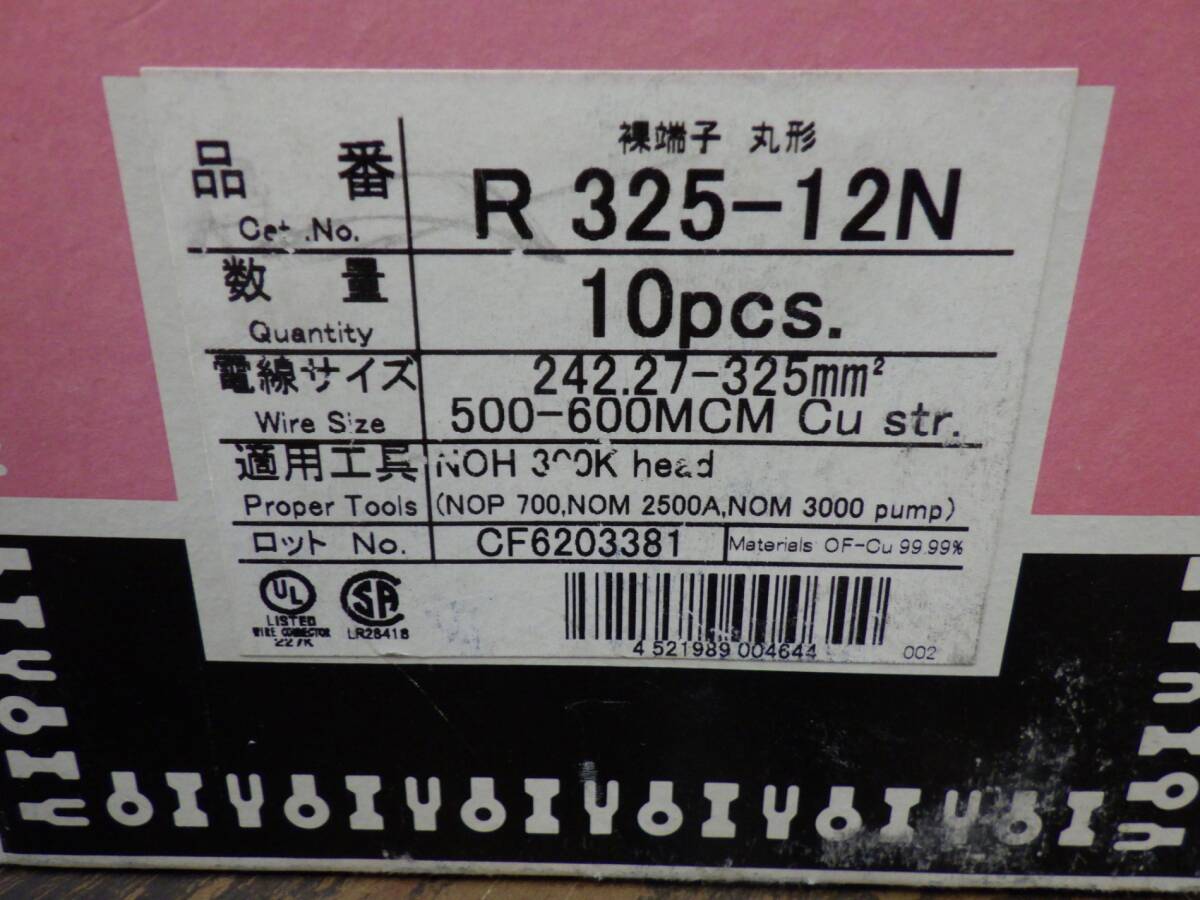 裸端子 丸形
品番 R 325-12N
Cat.No.
数量 10pcs.
Quantity
電線サイズ 242.27-325mm²
Wire Size 500-600MCM Cu str.
適用工具 NOH head
Proper Tools (NOP 700,NOM 2500A,NOM 3000 pump)
ロット No. CF6203381 Materials OF-Cu 99.99%
UL
LISTED
WIRE CONNECTOR
227K
SA
LR28418
4 521989 004644
002